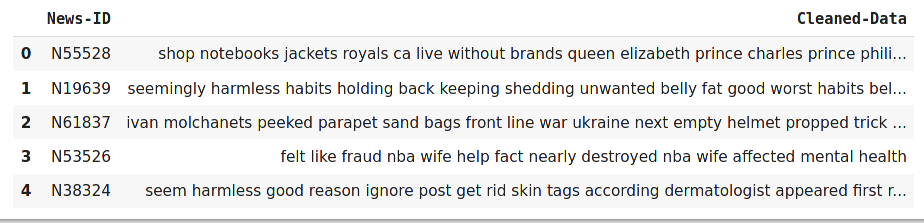 News-ID Cleaned-Data
0 N55528 shop notebooks jackets royals ca live without brands queen elizabeth prince charles prince phili...
1 N19639 seemingly harmless habits holding back keeping shedding unwanted belly fat good worst habits bel...
2 N61837 ivan molchanets peeked parapet sand bags front line war ukraine next empty helmet propped trick ...
3 N53526 felt like fraud nba wife help fact nearly destroyed nba wife affected mental health
4 N38324 seem harmless good reason ignore post get rid skin tags according dermatologist appeared first r...